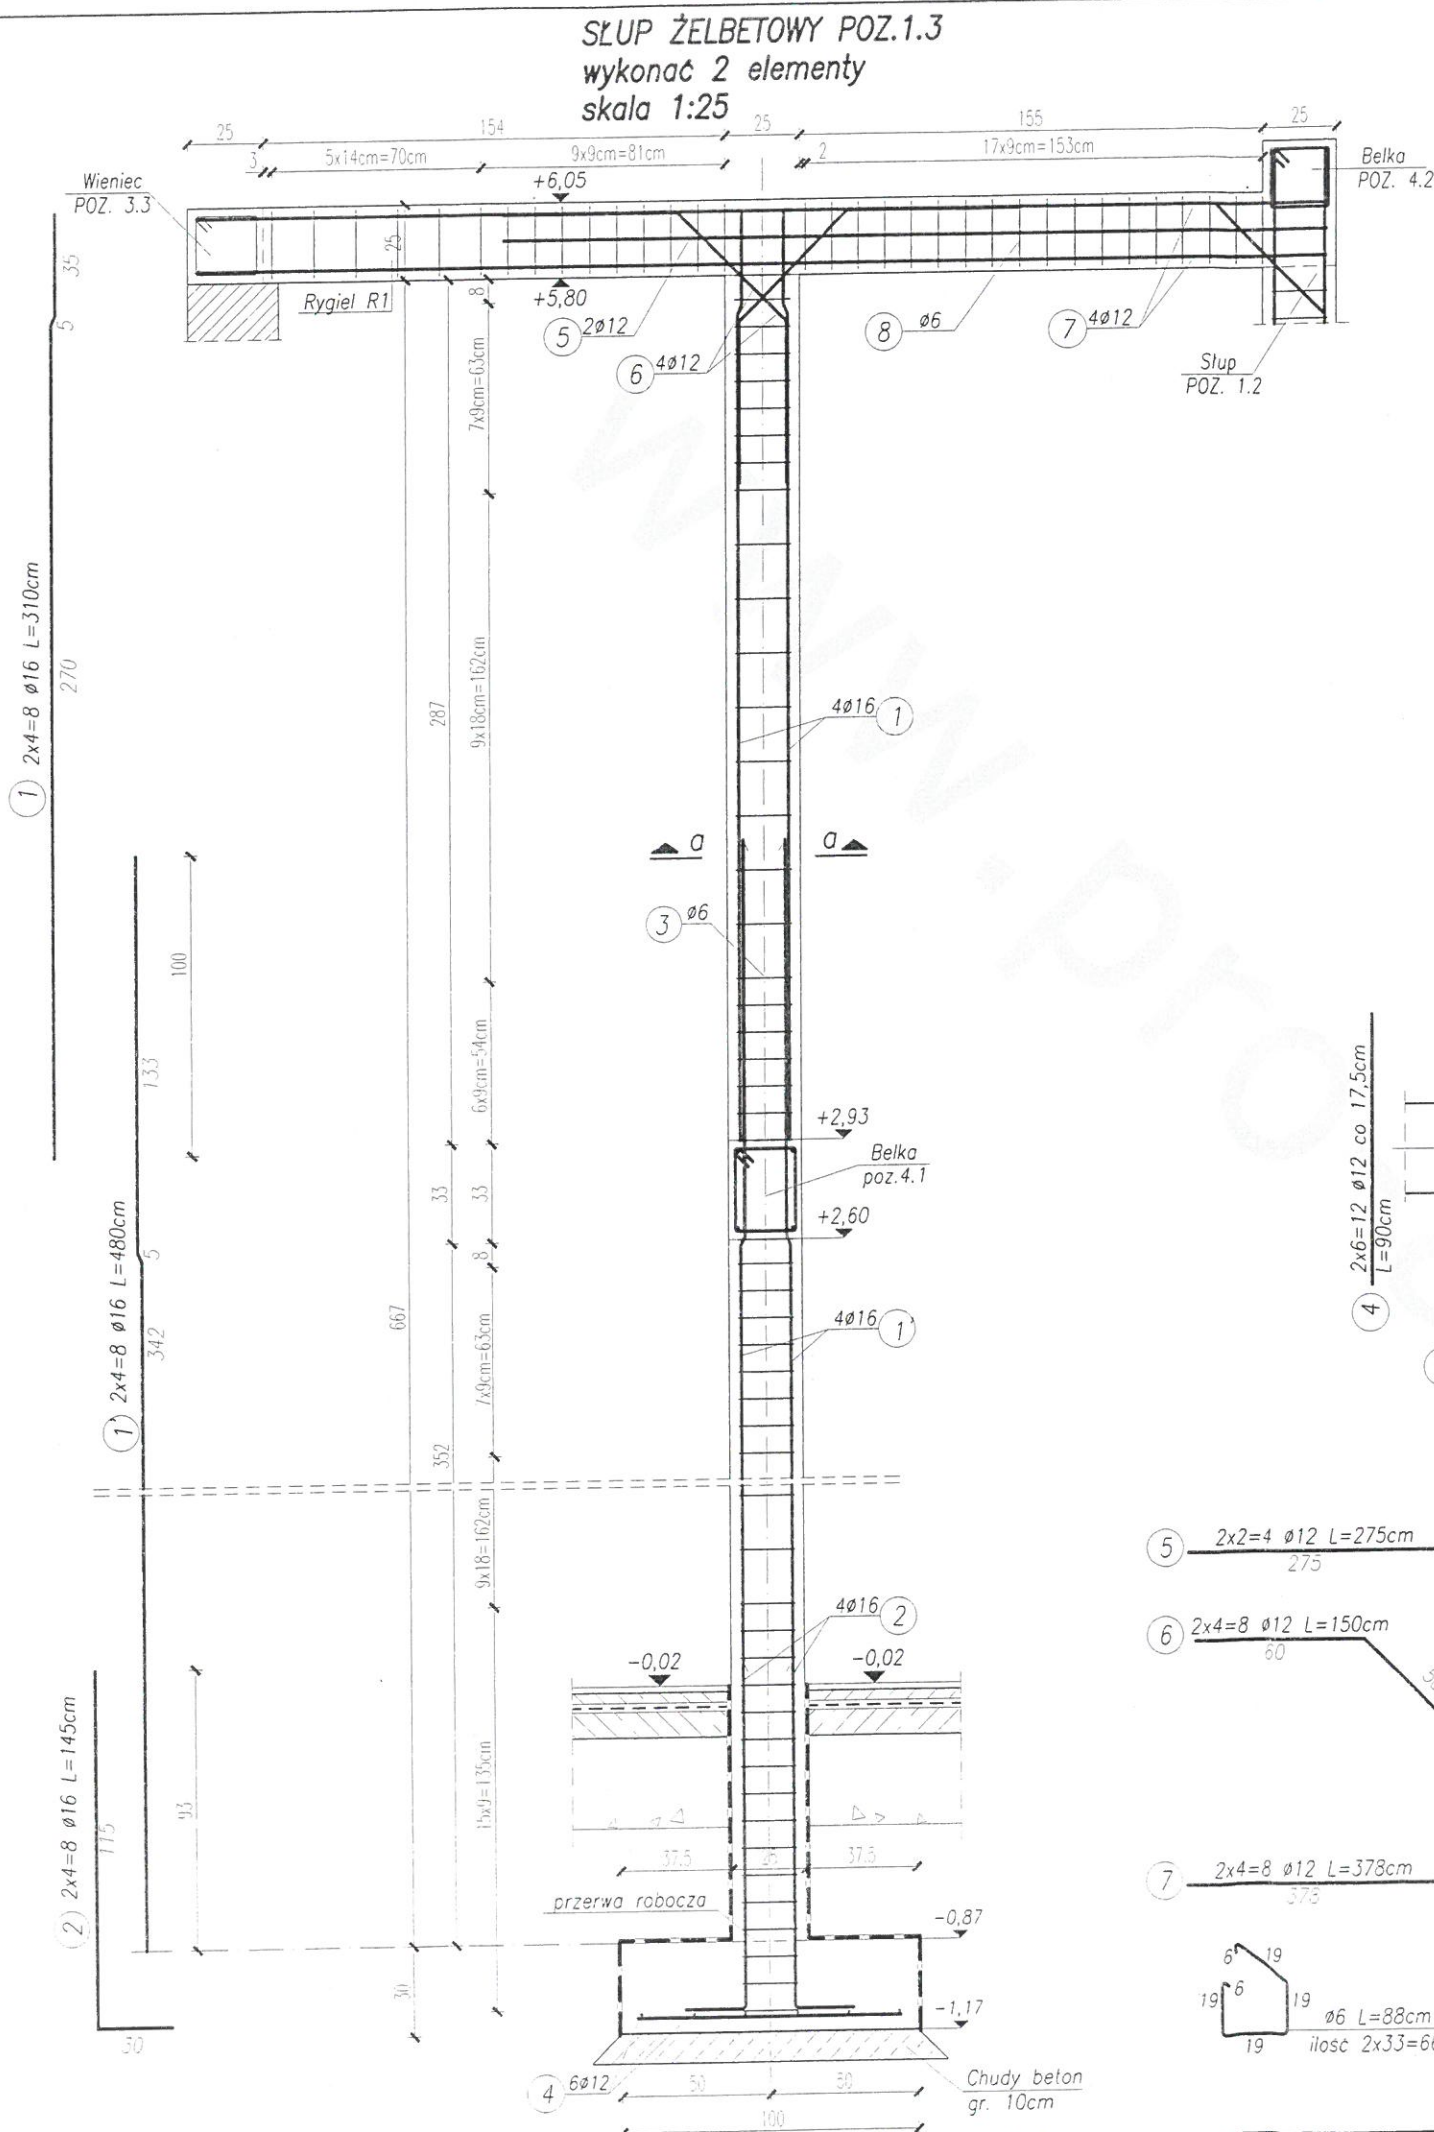 SŁUP ŻELBETOWY POZ.1.3
wykonać 2 elementy
skala 1:25
25 154 25 155 25
3 5x14cm=70cm 9x9cm=81cm 2 17x9cm=153cm
Wieniec
POZ. 3.3
+6,05
Belka
POZ. 4.2
25
Rygiel R1
+5,80
5 2ø12
6 4ø12
8 ø6
7 4ø12
Słup
POZ. 1.2
35
5
270
1 2x4=8 ø16 L=310cm
8
7x9cm=63cm
9x18cm=162cm
287
4ø16 1
a a
3 ø6
100
133
6x9cm=54cm
+2,93
Belka
poz.4.1
33 33
+2,60
1' 2x4=8 ø16 L=480cm
5
342
8
667
7x9cm=63cm
352
4ø16 1'
9x18=162cm
4ø16 2
-0,02 -0,02
2 2x4=8 ø16 L=145cm
115
93
15x9=135cm
37.5 25 37.5
przerwa robocza
-0,87
30
-1,17
30
4 6ø12
50 50
100
Chudy beton
gr. 10cm
4 2x6=12 ø12 co 17,5cm
L=90cm
5 2x2=4 ø12 L=275cm
275
6 2x4=8 ø12 L=150cm
60
7 2x4=8 ø12 L=378cm
378
6 19
19 6 19
19
ø6 L=88cm
ilość 2x33=66